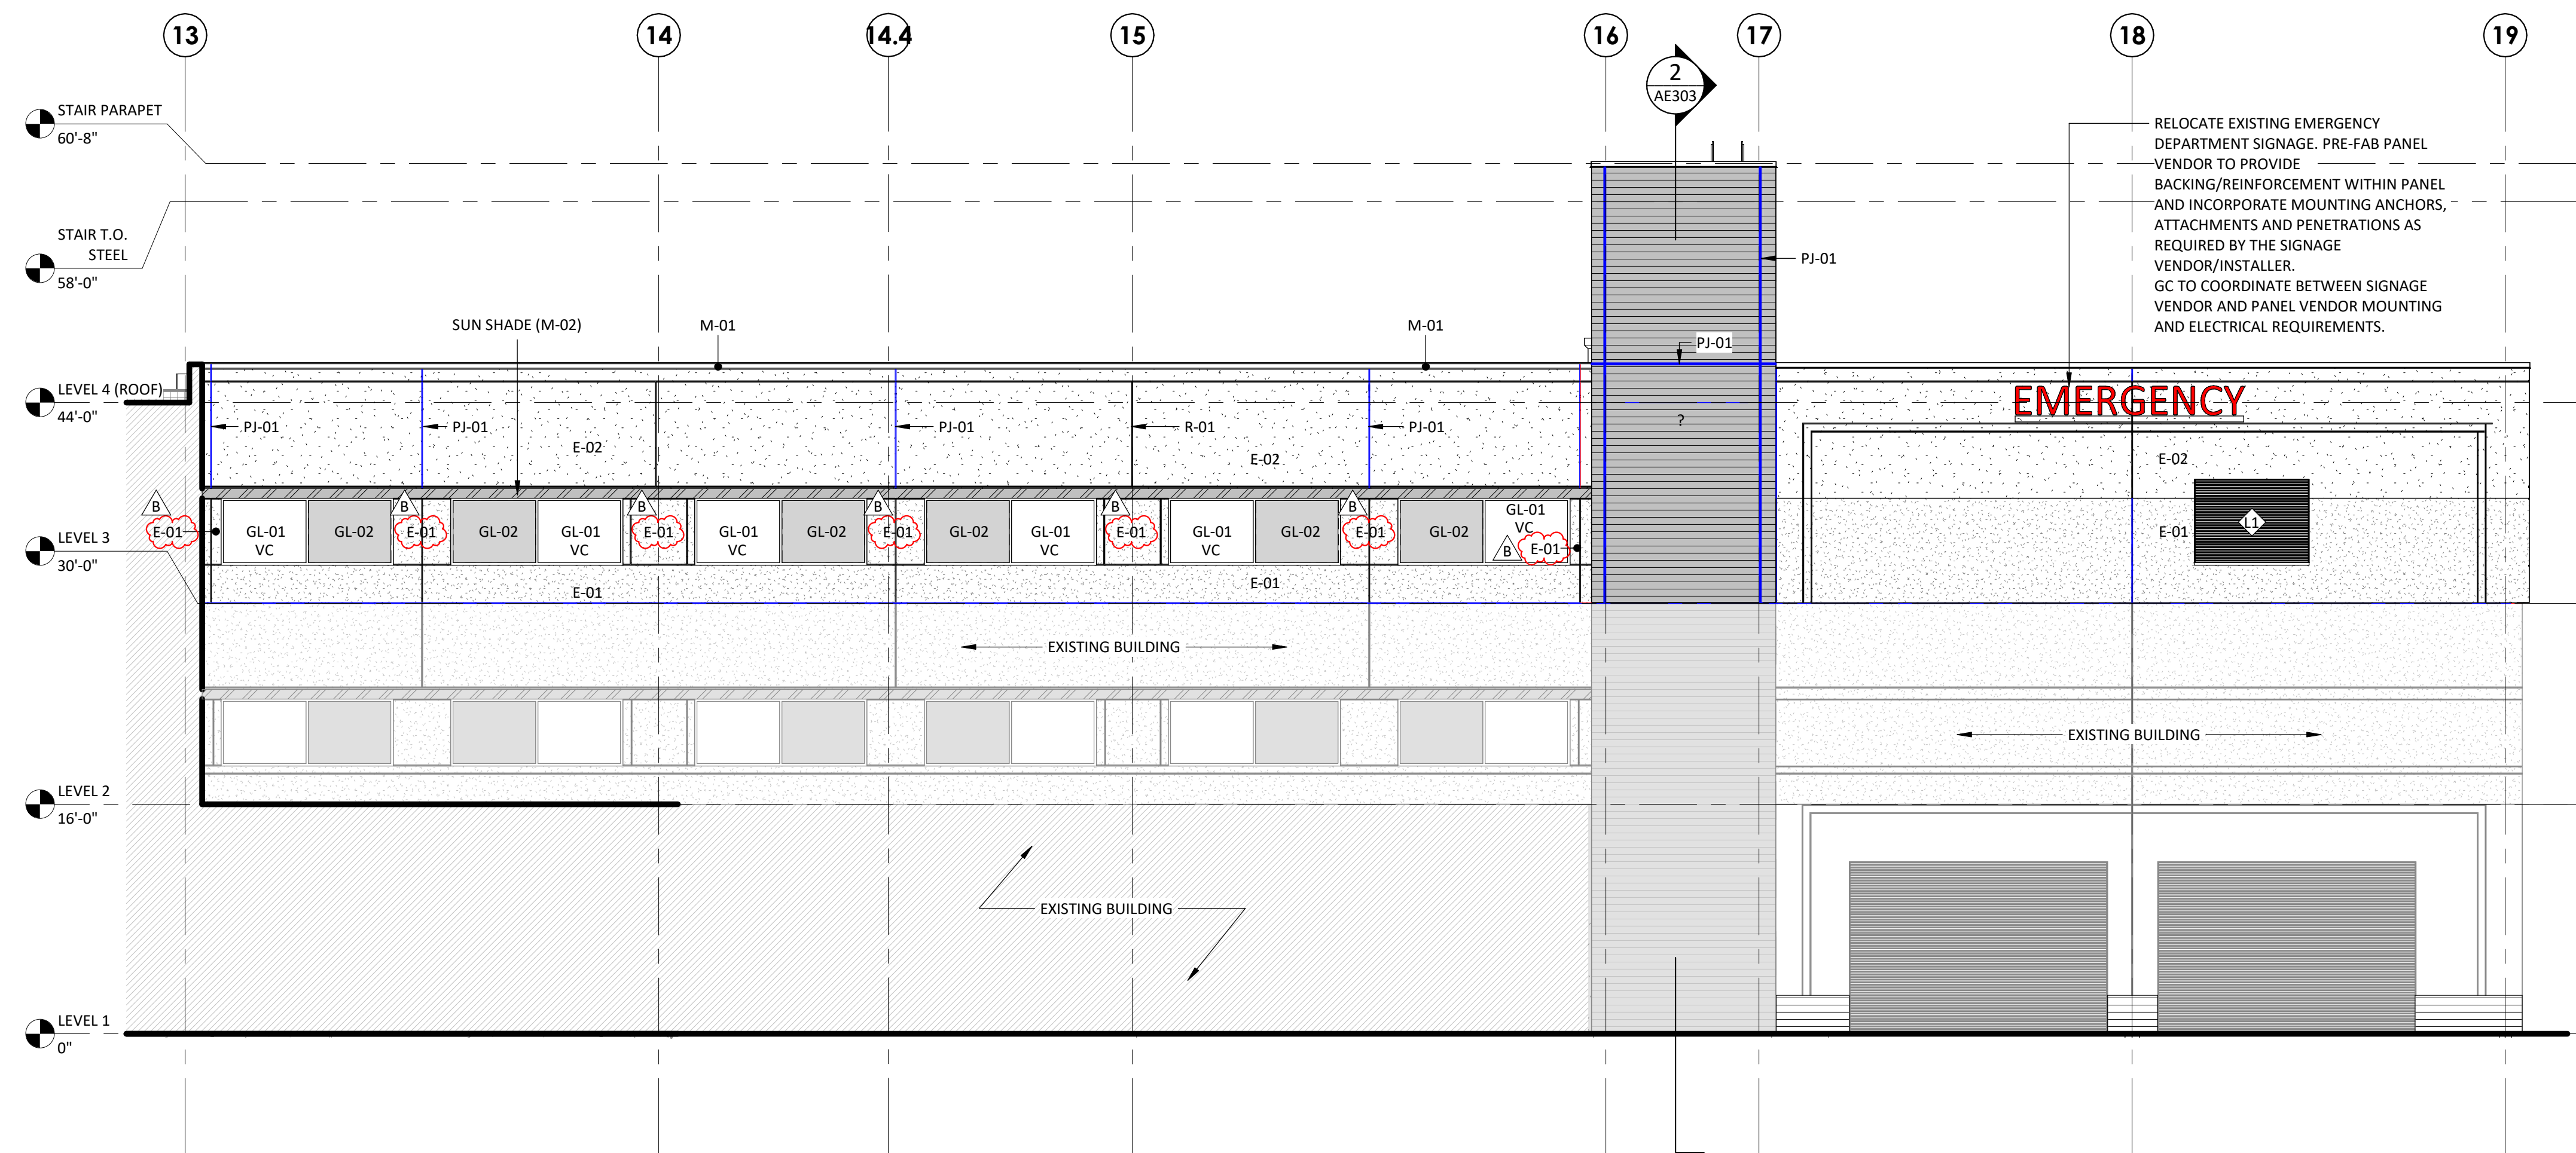 13
14
14.4
15
16
17
18
19
2
AE303
STAIR PARAPET
60'-8"
STAIR T.O.
STEEL
58'-0"
RELOCATE EXISTING EMERGENCY
DEPARTMENT SIGNAGE. PRE-FAB PANEL
VENDOR TO PROVIDE
BACKING/REINFORCEMENT WITHIN PANEL
AND INCORPORATE MOUNTING ANCHORS,
ATTACHMENTS AND PENETRATIONS AS
REQUIRED BY THE SIGNAGE
VENDOR/INSTALLER.
GC TO COORDINATE BETWEEN SIGNAGE
VENDOR AND PANEL VENDOR MOUNTING
AND ELECTRICAL REQUIREMENTS.
PJ-01
SUN SHADE (M-02)
M-01
M-01
PJ-01
LEVEL 4 (ROOF)
44'-0"
EMERGENCY
PJ-01
PJ-01
PJ-01
R-01
PJ-01
?
E-02
E-02
E-02
B
B
B
B
B
B
E-01
GL-01
VC
GL-02
E-01
GL-02
GL-01
VC
E-01
GL-01
VC
GL-02
E-01
GL-02
GL-01
VC
E-01
GL-01
VC
GL-02
E-01
GL-02
GL-01
VC
B
E-01
E-01
L1
LEVEL 3
30'-0"
E-01
E-01
EXISTING BUILDING
EXISTING BUILDING
LEVEL 2
16'-0"
EXISTING BUILDING
LEVEL 1
0"